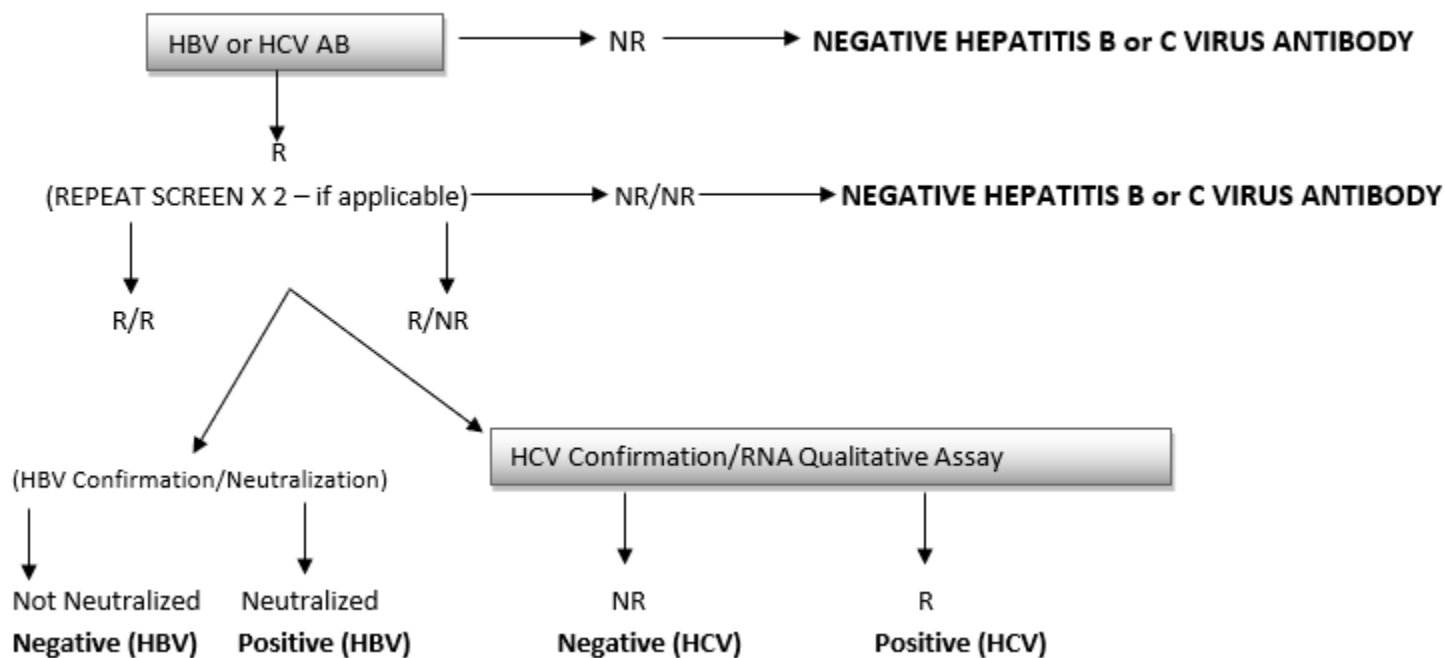 HBV or HCV AB
NR
NEGATIVE HEPATITIS B or C VIRUS ANTIBODY
R
(REPEAT SCREEN X 2 – if applicable)
NR/NR
NEGATIVE HEPATITIS B or C VIRUS ANTIBODY
R/R
R/NR
(HBV Confirmation/Neutralization)
HCV Confirmation/RNA Qualitative Assay
Not Neutralized
Negative (HBV)
Neutralized
Positive (HBV)
NR
Negative (HCV)
R
Positive (HCV)